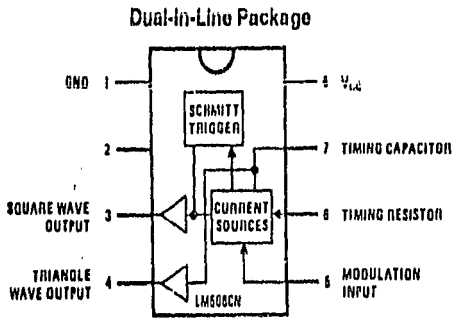 Dual-In-Line Package
GND 1
8 Vcc
SCHMITT
TRIGGER
2
7 TIMING CAPACITOR
SQUARE WAVE
OUTPUT
3
CURRENT
SOURCES
6 TIMING RESISTOR
TRIANGLE
WAVE OUTPUT
4
5 MODULATION
INPUT
LM566CN